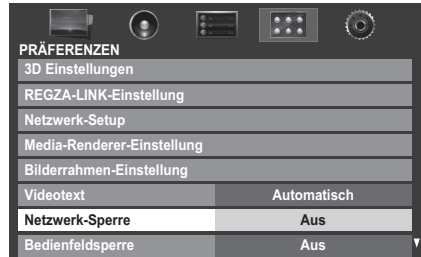 PRÄFERENZEN
3D Einstellungen
REGZA-LINK-Einstellung
Netzwerk-Setup
Media-Renderer-Einstellung
Bilderrahmen-Einstellung
Videotext Automatisch
Netzwerk-Sperre Aus
Bedienfeldsperre Aus